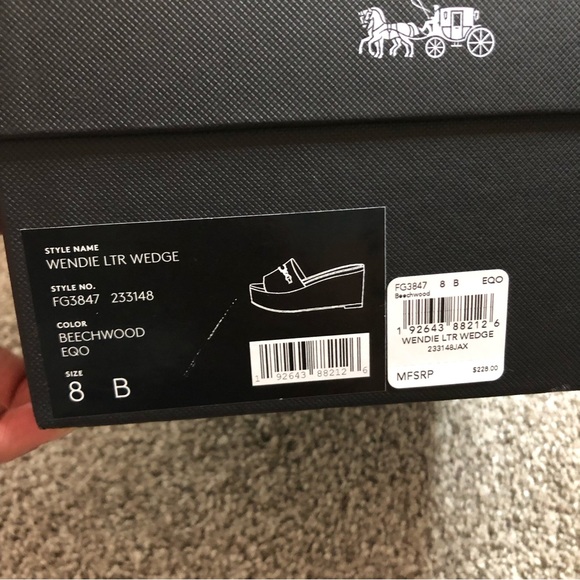 STYLE NAME
WENDIE LTR WEDGE
STYLE NO.
FG3847 233148
COLOR
BEECHWOOD
EQO
SIZE
8 B
1 92643 88212 6
FG3847 8 B EQO
Beechwood
1 92643 88212 6
WENDIE LTR WEDGE
233148JAX
MFSRP $228.00